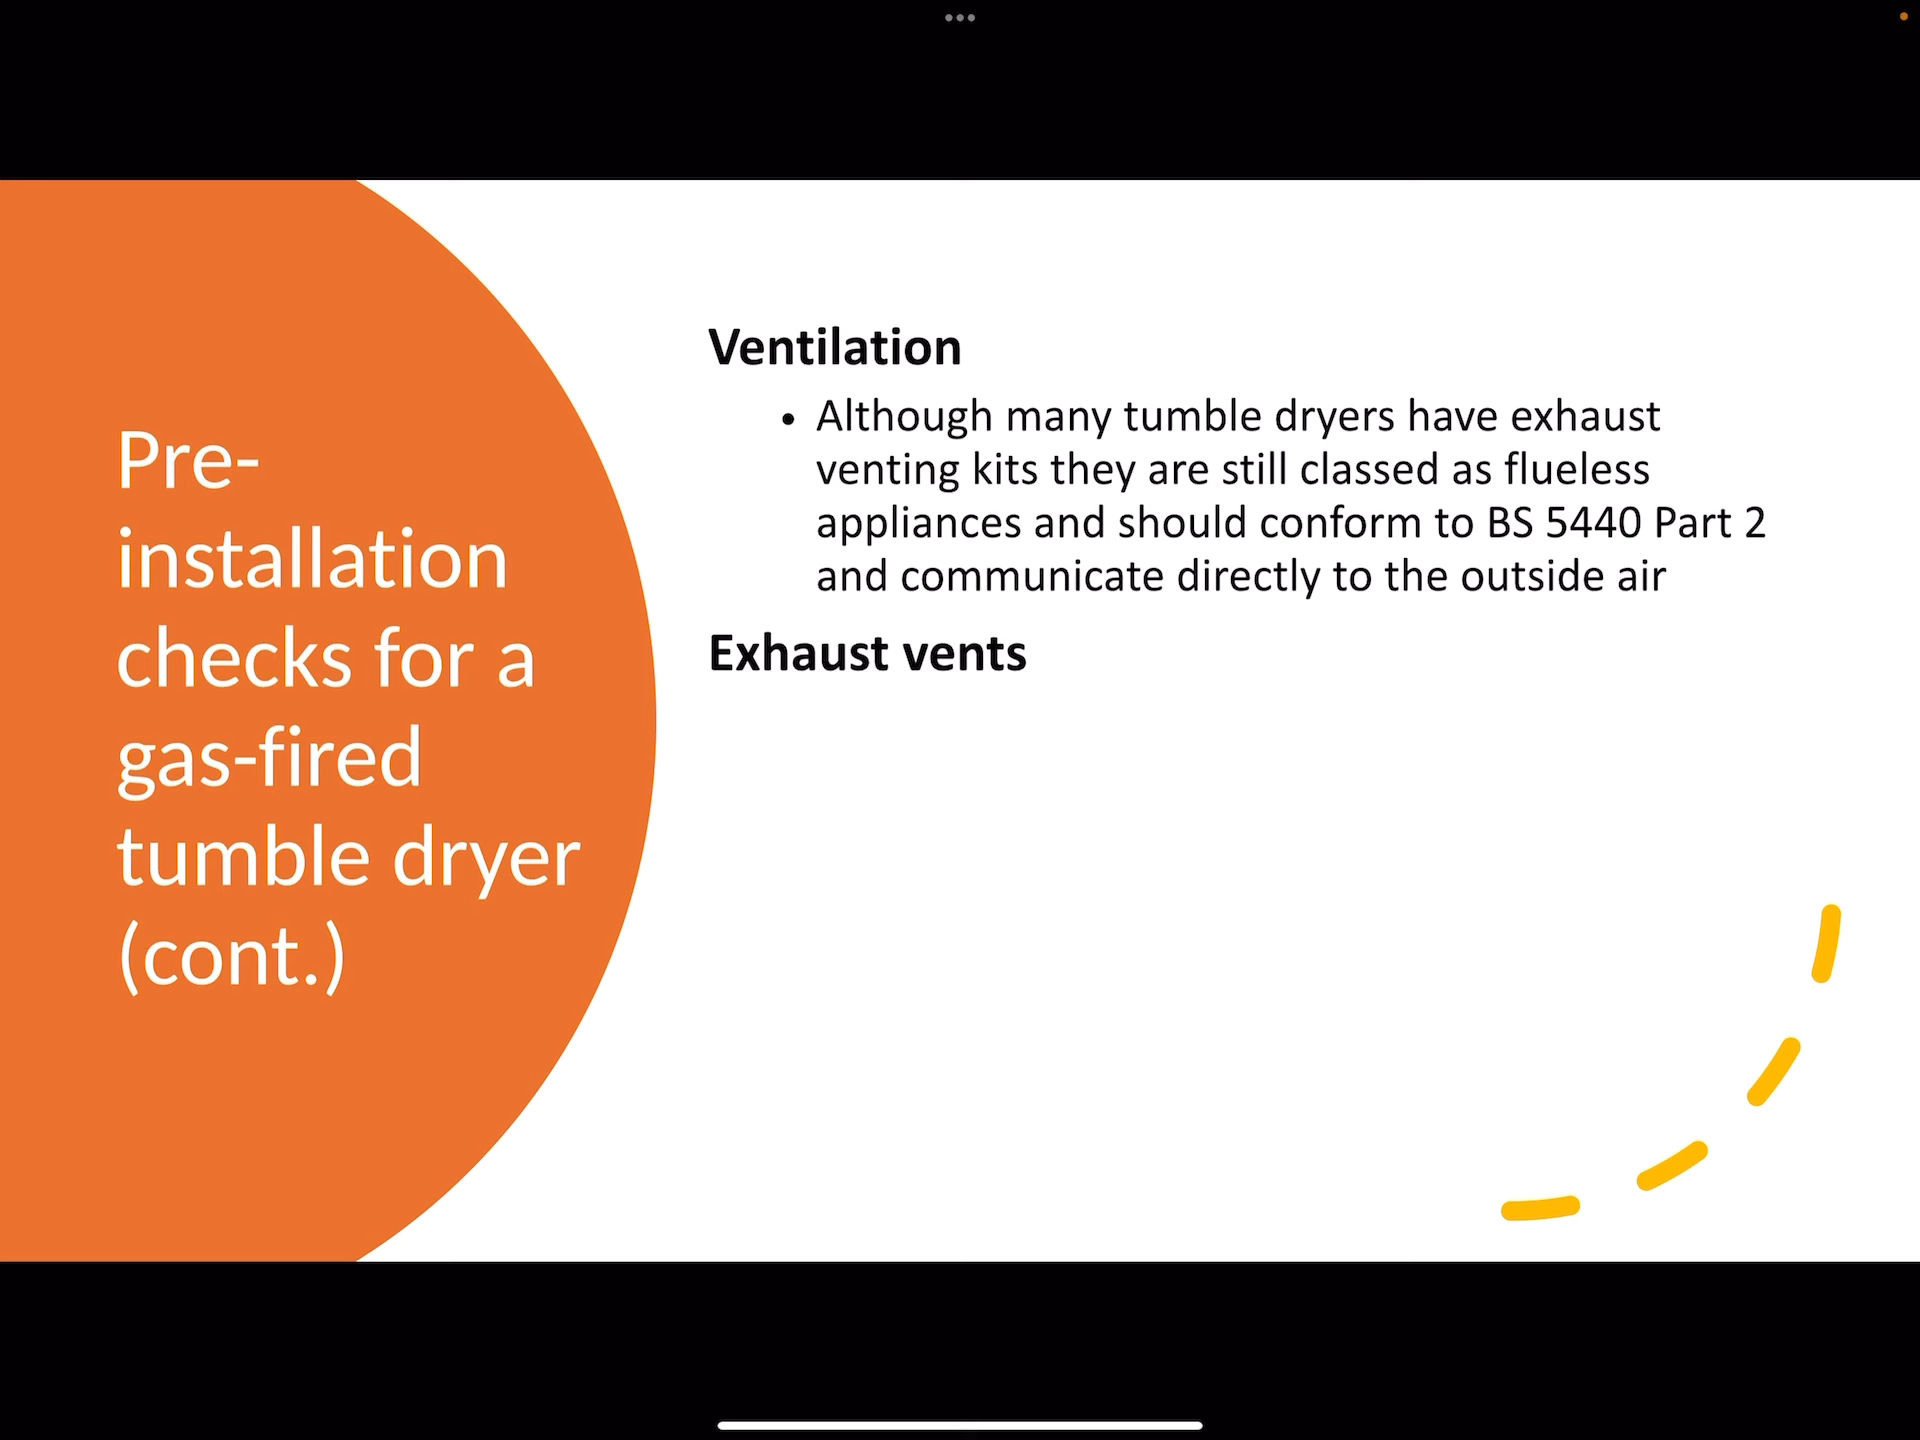 Pre-
installation
checks for a
gas-fired
tumble dryer
(cont.)
Ventilation
• Although many tumble dryers have exhaust
venting kits they are still classed as flueless
appliances and should conform to BS 5440 Part 2
and communicate directly to the outside air
Exhaust vents